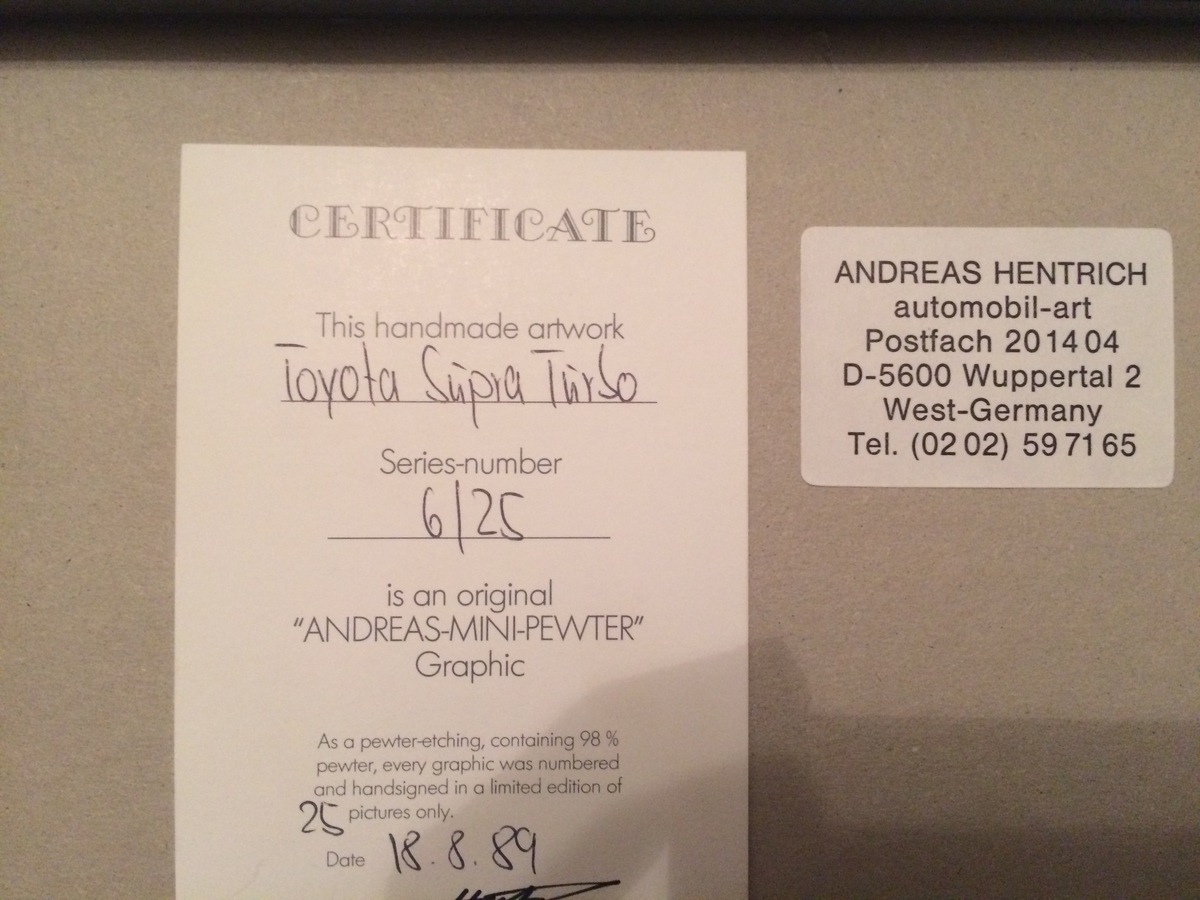 CERTIFICATE
This handmade artwork
Toyota Supra Turbo
Series-number
6/25
is an original
"ANDREAS-MINI-PEWTER"
Graphic
As a pewter-etching, containing 98 %
pewter, every graphic was numbered
and handsigned in a limited edition of
25 pictures only.
Date 18.8.89
ANDREAS HENTRICH
automobil-art
Postfach 20 14 04
D-5600 Wuppertal 2
West-Germany
Tel. (02 02) 59 71 65